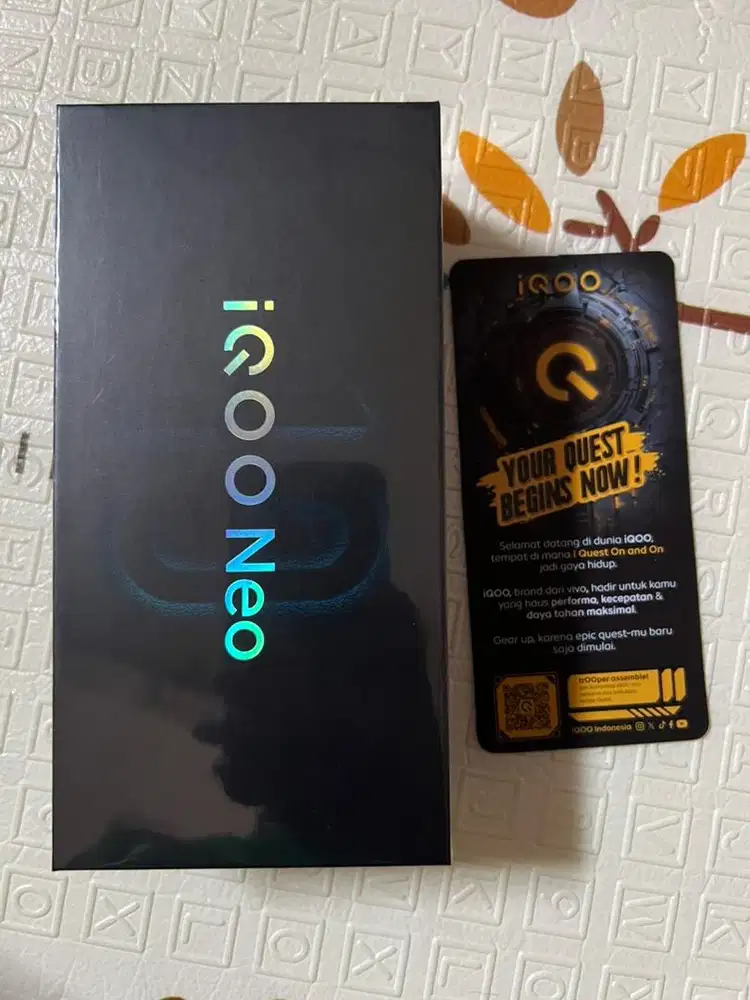 iQOO Neo
iQOO
YOUR QUEST
BEGINS NOW!
Selamat datang di dunia iQOO,
tempat di mana I Quest On and On
jadi gaya hidup.
iQOO, brand dari vivo, hadir untuk kamu
yang haus performa, kecepatan &
daya tahan maksimal.
Gear up, karena epic quest-mu baru
saja dimulai.
trOOper assemble!
iQOO Indonesia